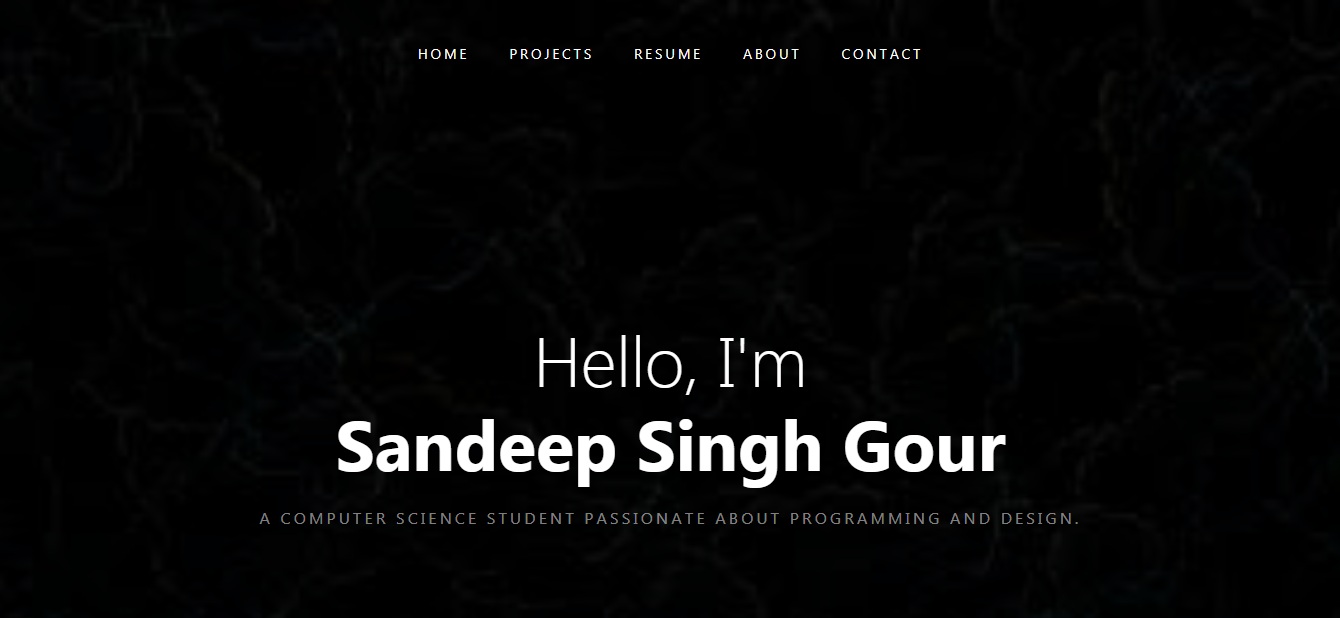 HOME PROJECTS RESUME ABOUT CONTACT
Hello, I'm
Sandeep Singh Gour
A COMPUTER SCIENCE STUDENT PASSIONATE ABOUT PROGRAMMING AND DESIGN.